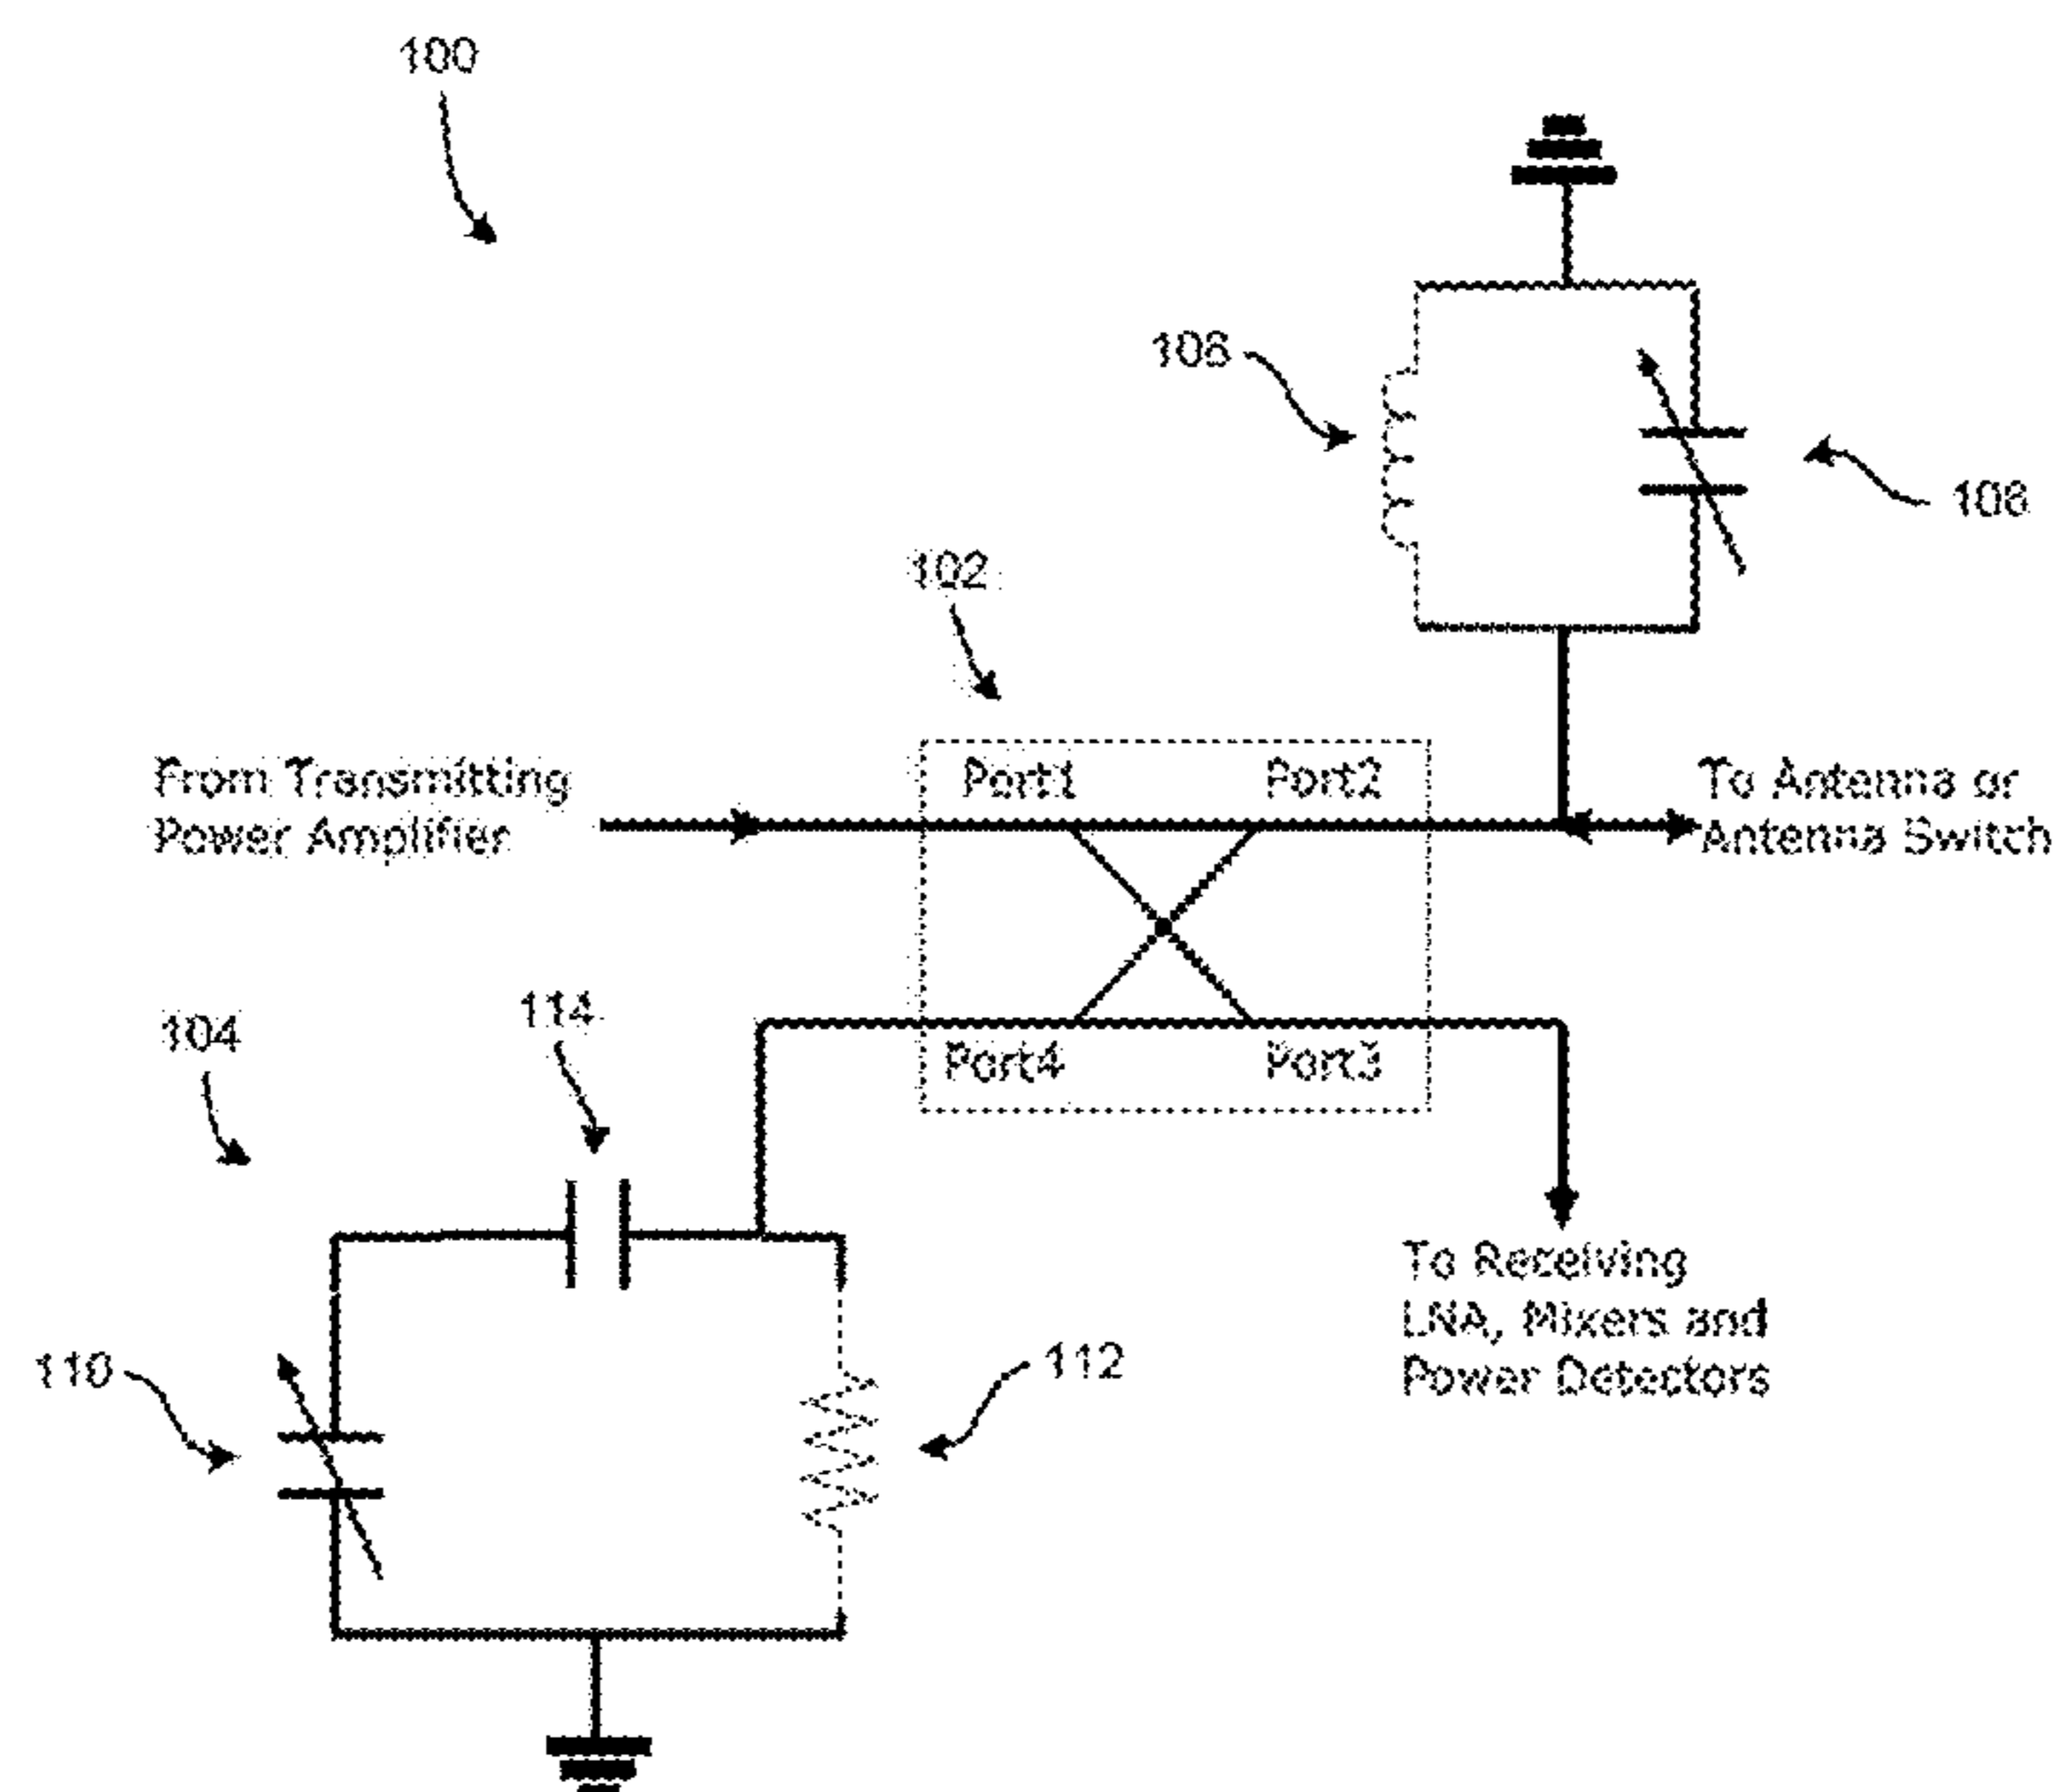 100
108
106
102
From Transmitting
Power Amplifier
Port1
Port2
To Antenna or
Antenna Switch
104
114
Port4
Port3
To Receiving
LNA, Mixers and
Power Detectors
110
112